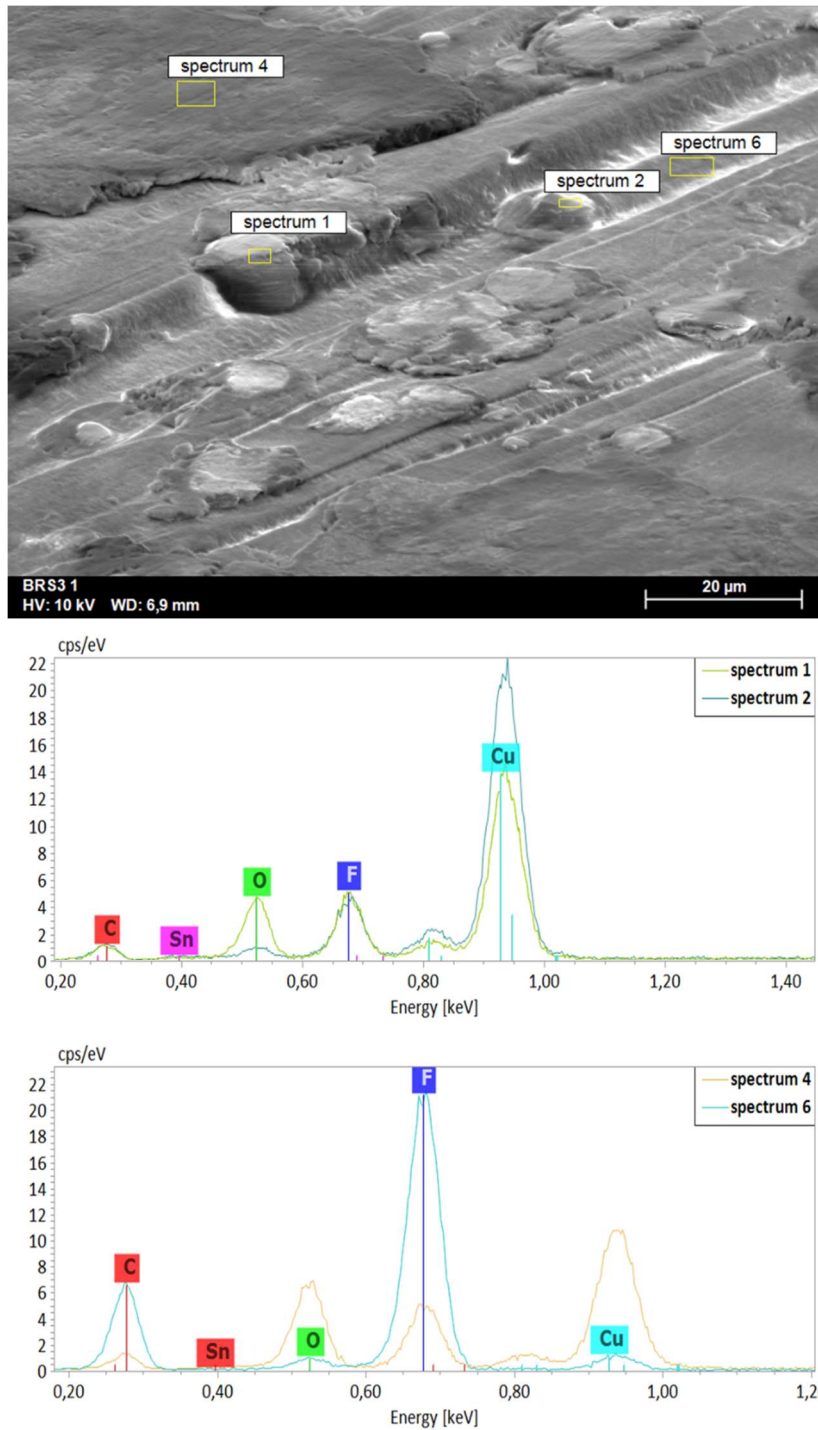 spectrum 4
spectrum 6
spectrum 2
spectrum 1
BRS3 1
HV: 10 kV WD: 6,9 mm
20 µm
cps/eV
22
20
18
16
14
12
10
8
6
4
2
0
spectrum 1
spectrum 2
C
Sn
O
F
Cu
0,20 0,40 0,60 0,80 1,00 1,20 1,40
Energy [keV]
cps/eV
22
20
18
16
14
12
10
8
6
4
2
0
spectrum 4
spectrum 6
C
Sn
O
F
Cu
0,20 0,40 0,60 0,80 1,00 1,2
Energy [keV]